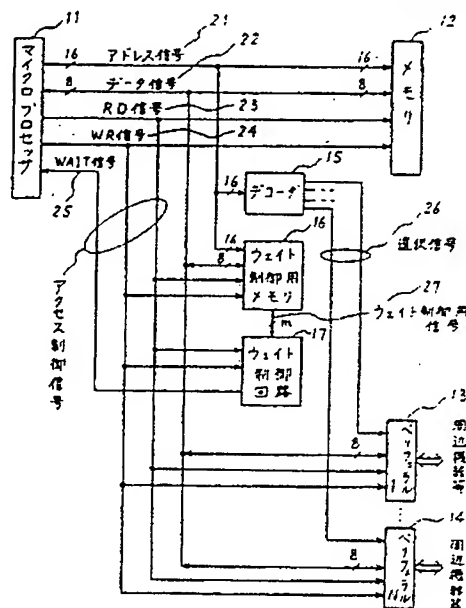 11
マイクロプロセッサ
16
アドレス信号
21
8
データ信号
22
RD信号
23
WR信号
24
WAIT信号
25
アクセス制御信号
16
8
12
メモリ
15
16
デコーダ
26
選択信号
16
16
8
ウェイト制御用メモリ
27
ウェイト制御用信号
m
17
ウェイト制御回路
13
8
ペリフェラル1
周辺機器等
14
8
ペリフェラルN
周辺機器等